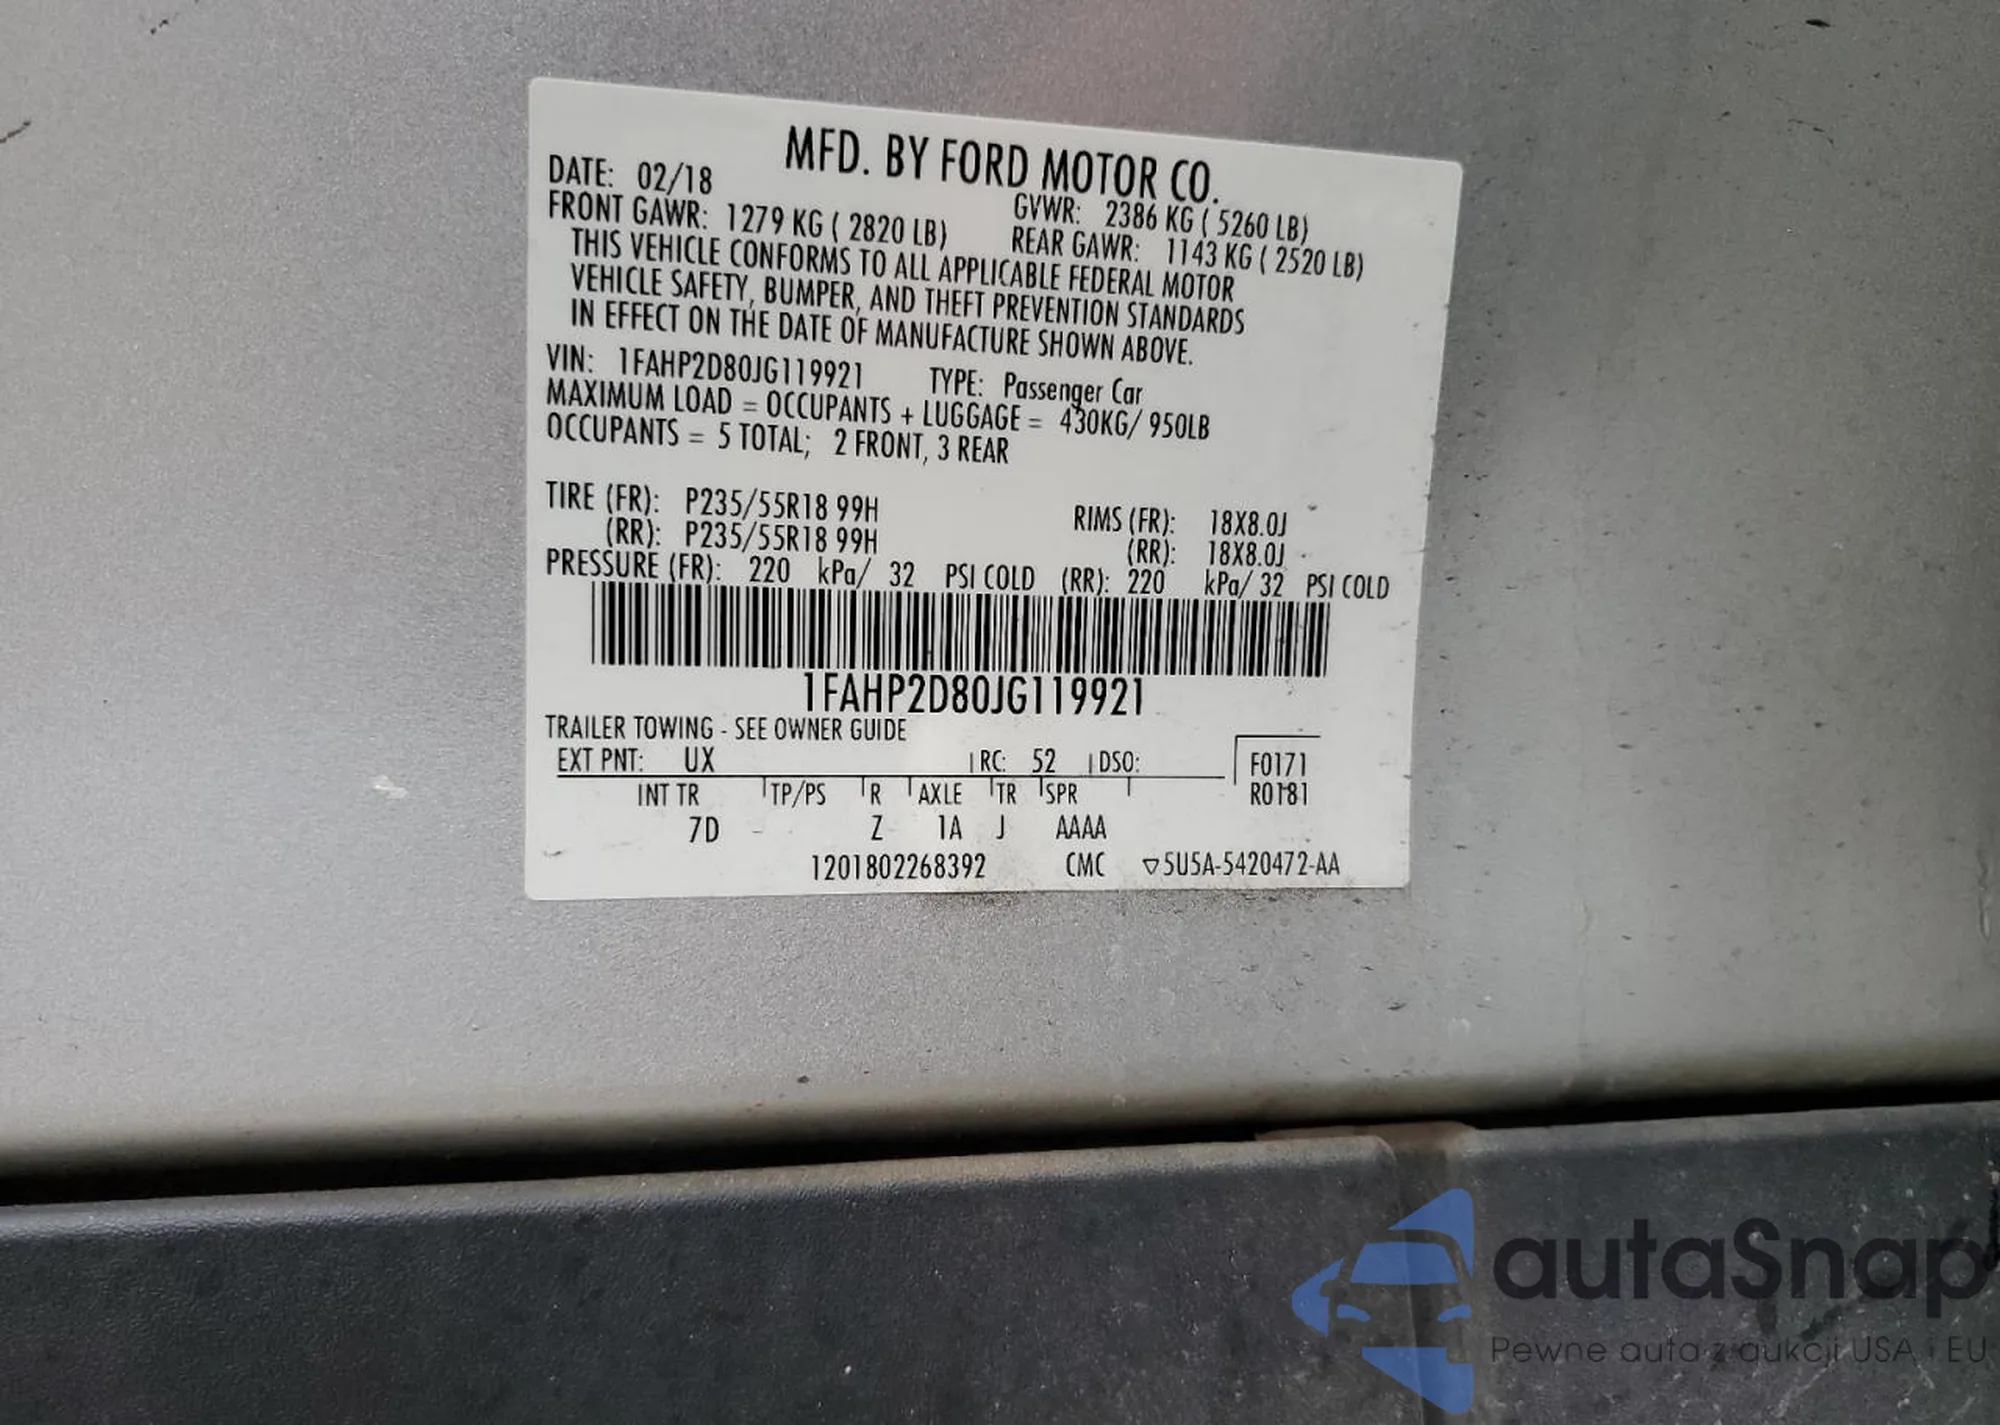 MFD. BY FORD MOTOR CO.
DATE: 02/18 GVWR: 2386 KG ( 5260 LB)
FRONT GAWR: 1279 KG ( 2820 LB) REAR GAWR: 1143 KG ( 2520 LB)
THIS VEHICLE CONFORMS TO ALL APPLICABLE FEDERAL MOTOR
VEHICLE SAFETY, BUMPER, AND THEFT PREVENTION STANDARDS
IN EFFECT ON THE DATE OF MANUFACTURE SHOWN ABOVE.
VIN: 1FAHP2D80JG119921 TYPE: Passenger Car
MAXIMUM LOAD = OCCUPANTS + LUGGAGE = 430KG/ 950LB
OCCUPANTS = 5 TOTAL; 2 FRONT, 3 REAR
TIRE (FR): P235/55R18 99H RIMS (FR): 18X8.0J
(RR): P235/55R18 99H (RR): 18X8.0J
PRESSURE (FR): 220 kPa/ 32 PSI COLD (RR): 220 kPa/ 32 PSI COLD
1FAHP2D80JG119921
TRAILER TOWING - SEE OWNER GUIDE
EXT PNT: UX RC: 52 DSO: F0171
INT TR TP/PS R AXLE TR SPR R0181
7D Z 1A J AAAA
1201802268392 CMC ▽5U5A-5420472-AA
autaSnap
Pewne auta z aukcji USA i EU